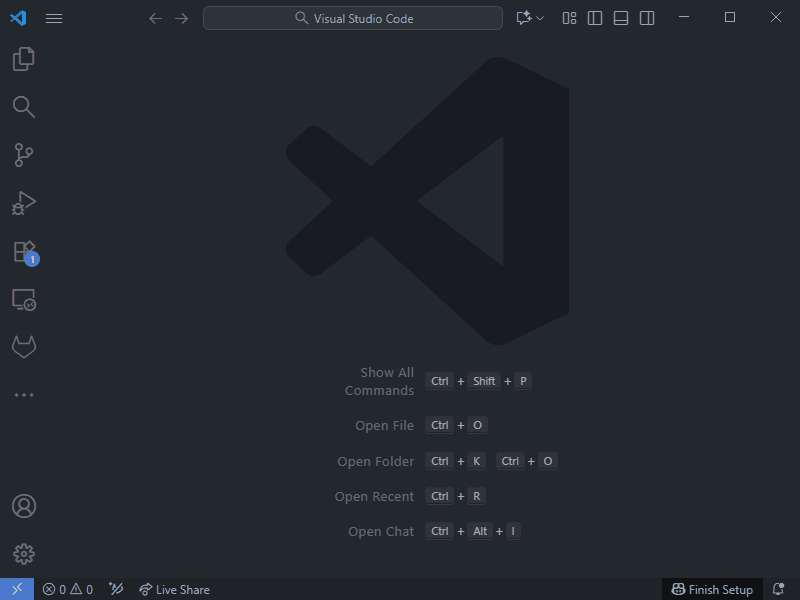 Visual Studio Code
1
Show All
Commands
Ctrl + Shift + P
Open File Ctrl + O
Open Folder Ctrl + K Ctrl + O
Open Recent Ctrl + R
Open Chat Ctrl + Alt + I
0 0 Live Share Finish Setup